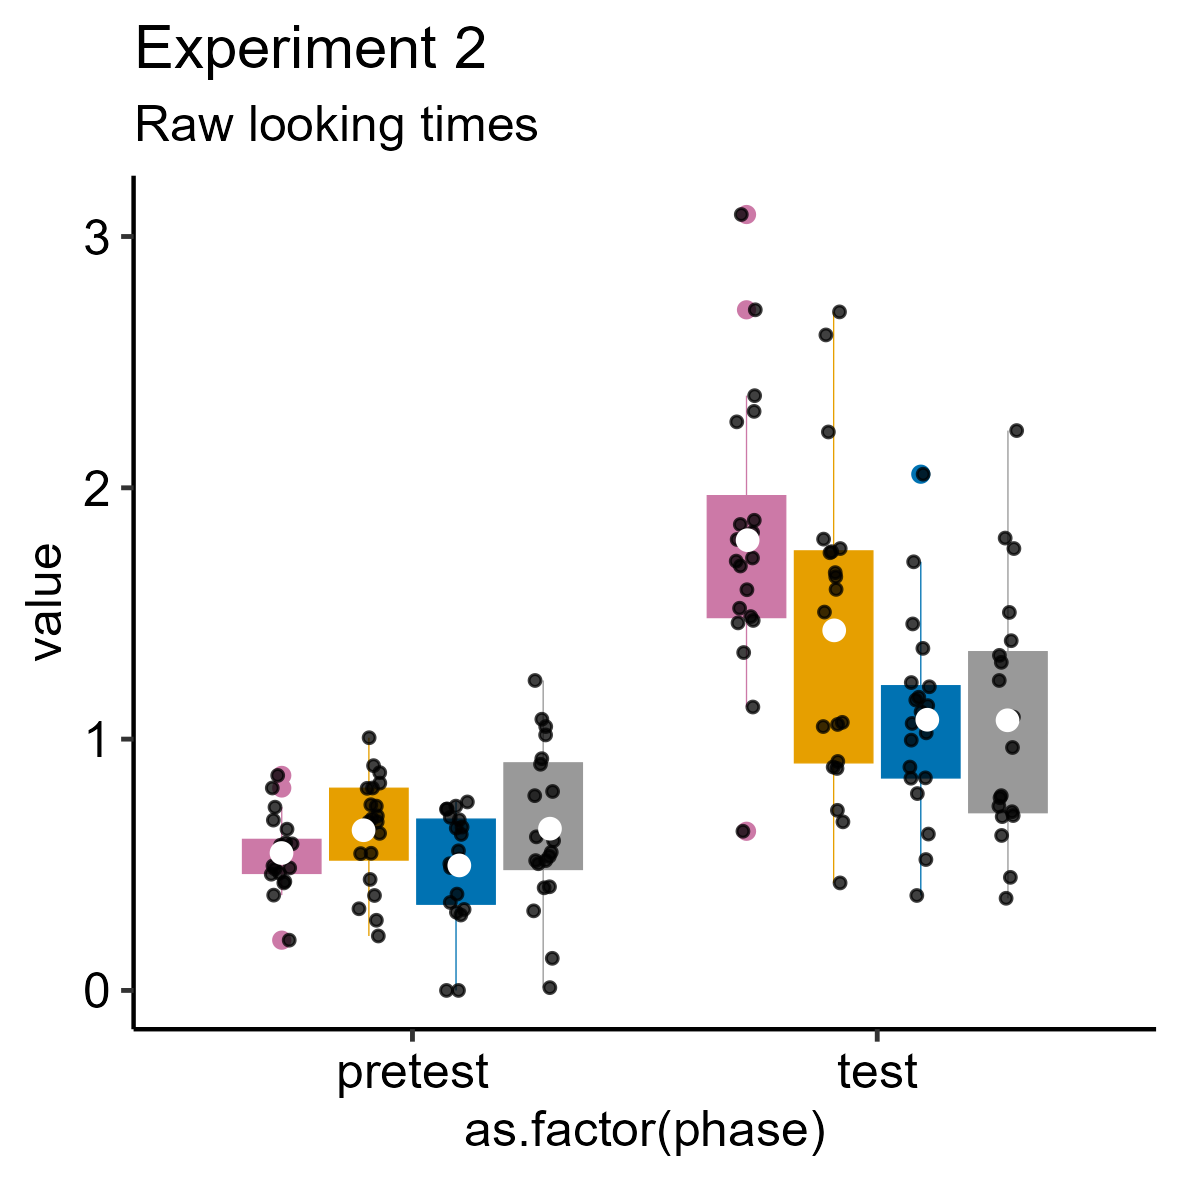 Experiment 2
Raw looking times
3
2
1
0
value
pretest
test
as.factor(phase)